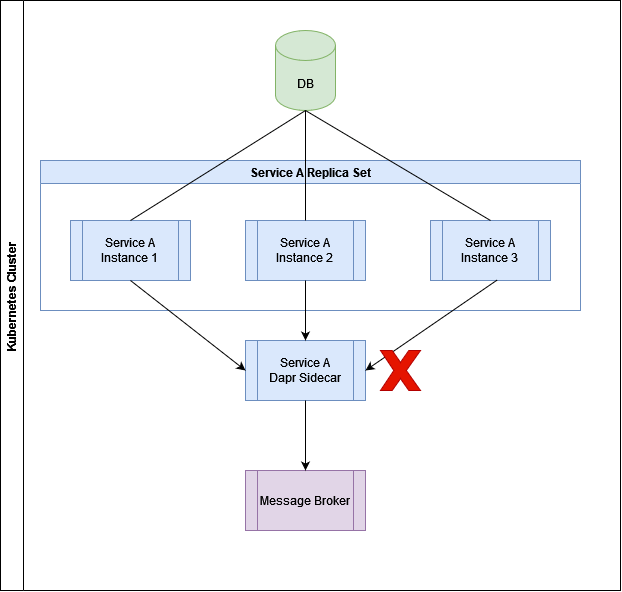 DB
Service A Replica Set
Service A
Instance 1
Service A
Instance 2
Service A
Instance 3
Service A
Dapr Sidecar
Message Broker
Kubernetes Cluster